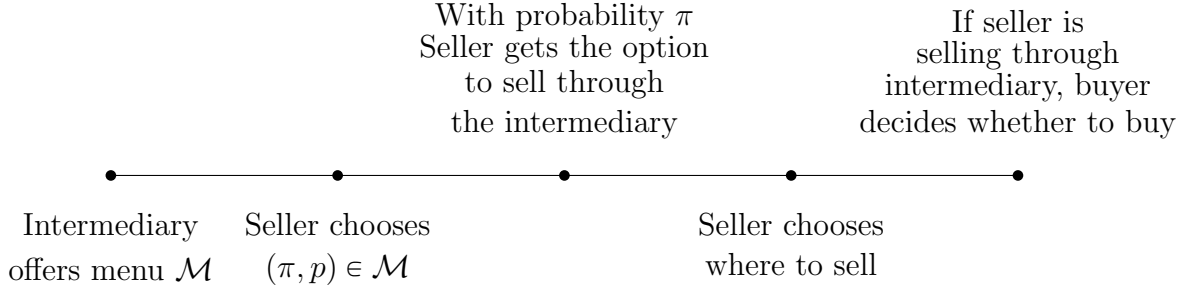 With probability π
Seller gets the option
to sell through
the intermediary
If seller is
selling through
intermediary, buyer
decides whether to buy
Intermediary
offers menu ℳ
Seller chooses
(π, p) ∈ ℳ
Seller chooses
where to sell